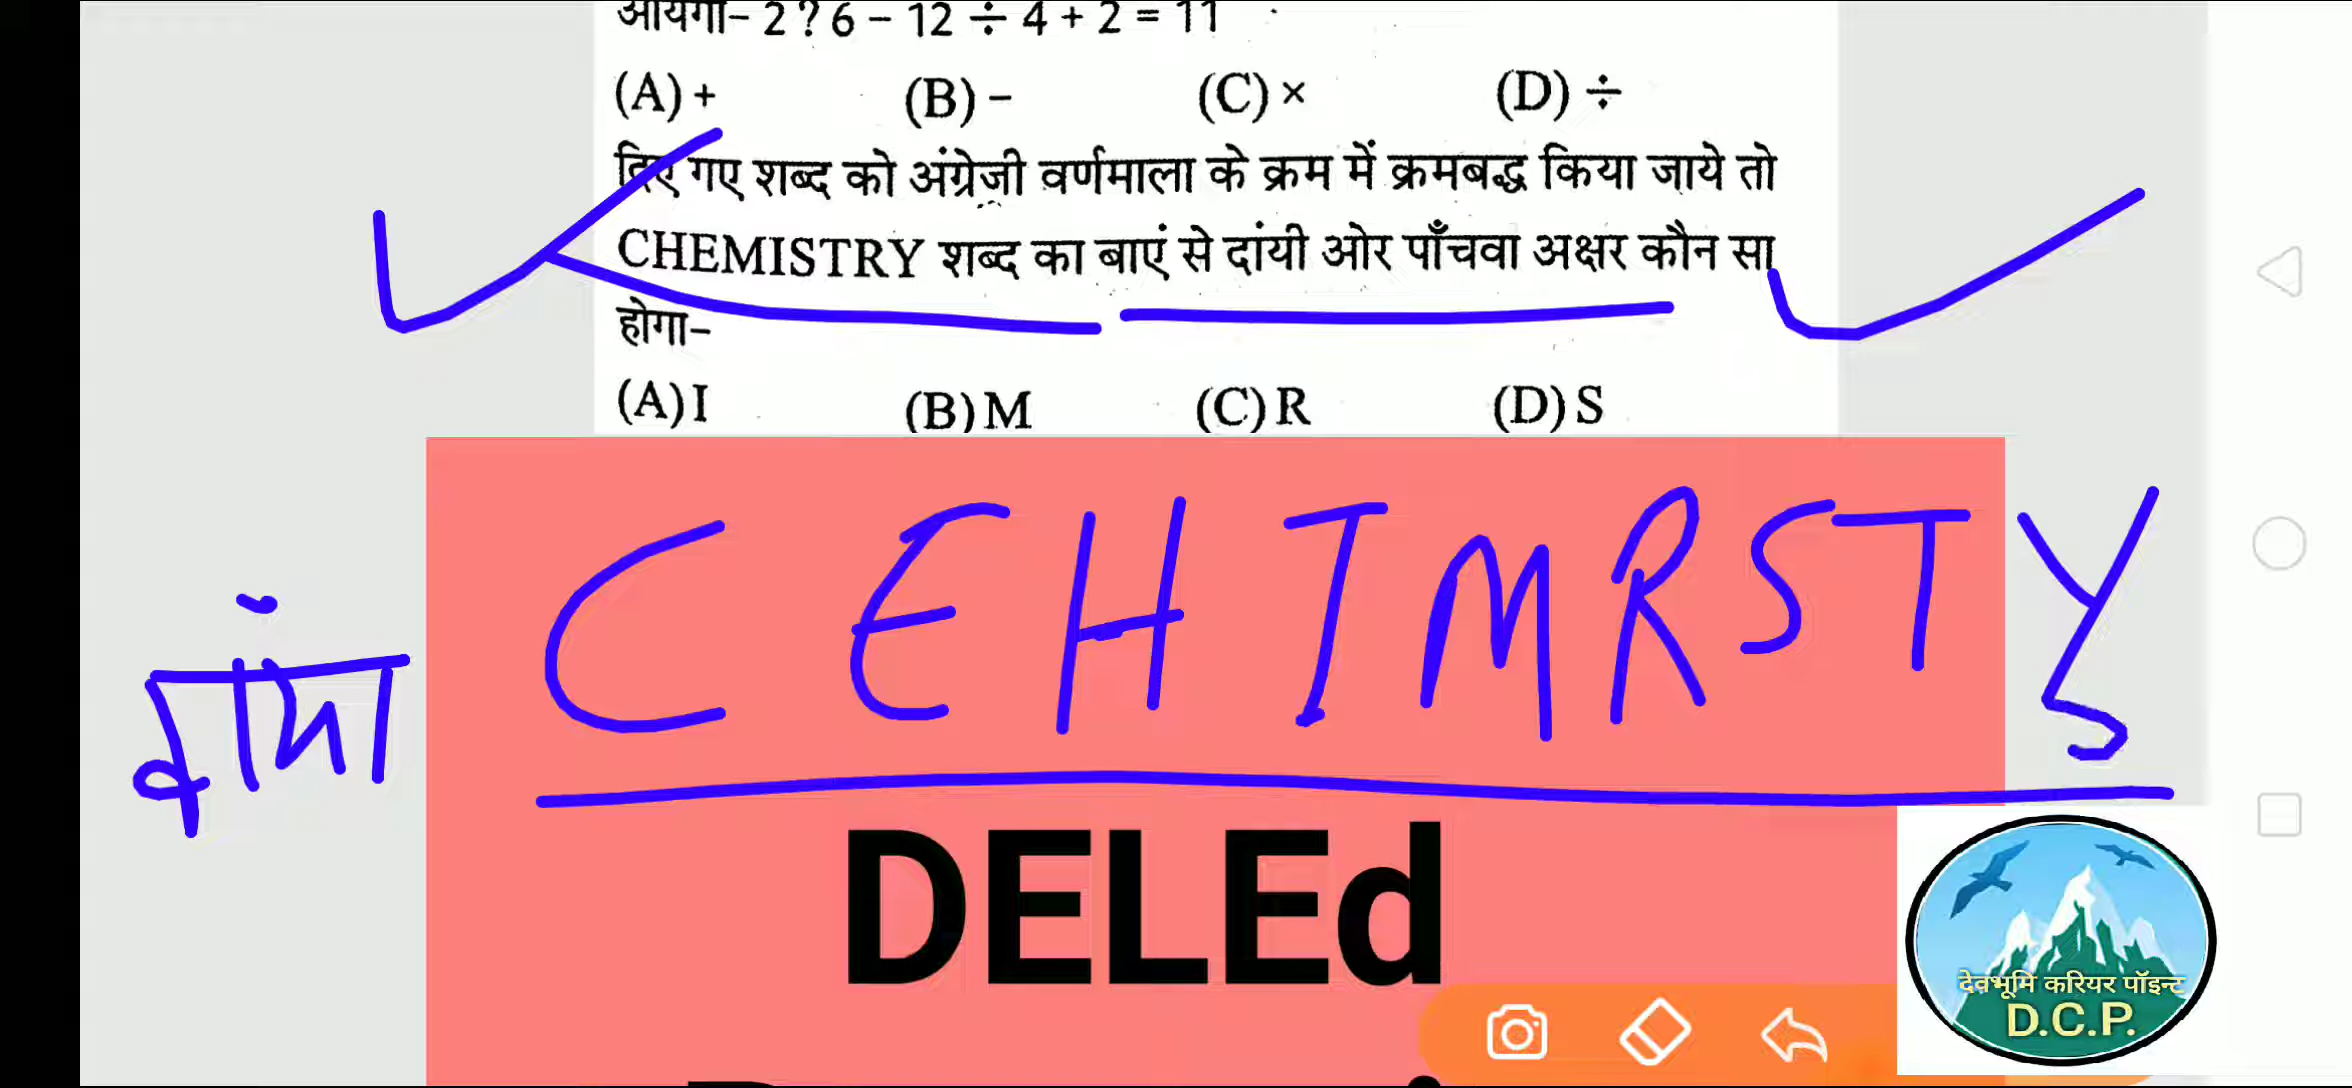 आयेगा- 2 ? 6 - 12 ÷ 4 + 2 = 11
(A) + (B) - (C) × (D) ÷
दिए गए शब्द को अंग्रेजी वर्णमाला के क्रम में क्रमबद्ध किया जाये तो
CHEMISTRY शब्द का बाएं से दांयी ओर पाँचवा अक्षर कौन सा
होगा-
(A) I (B) M (C) R (D) S
C E H I M R S T Y
DELEd
देवभूमि करियर पॉइन्ट
D.C.P.